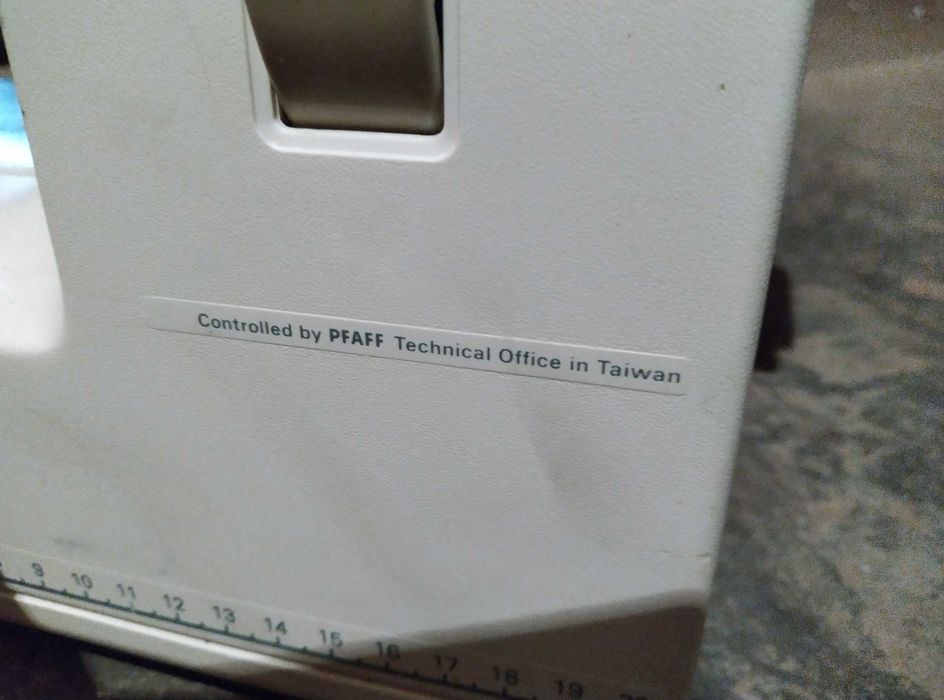 Controlled by PFAFF Technical Office in Taiwan
9 10 11 12 13 14 15 16 17 18 19